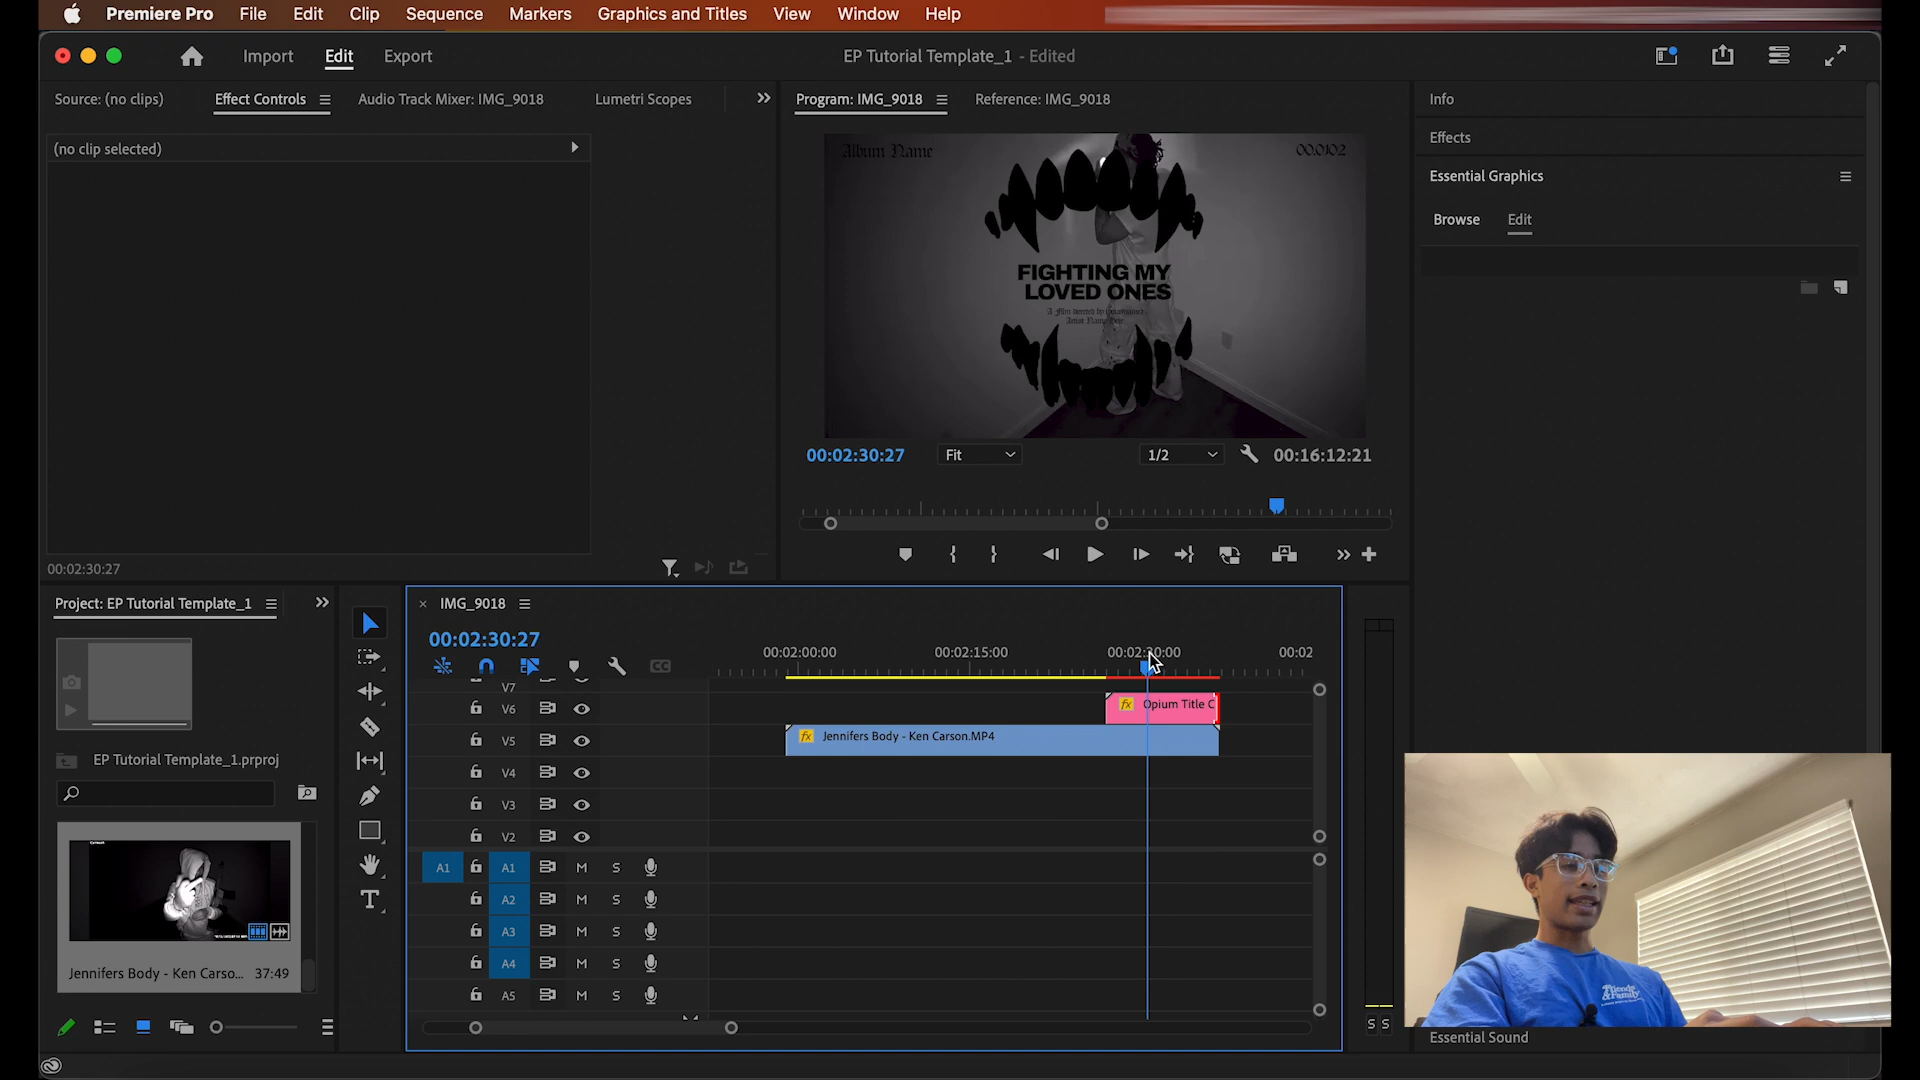 Premiere Pro File Edit Clip Sequence Markers Graphics and Titles View Window Help
Import Edit Export
EP Tutorial Template_1 - Edited
Source: (no clips) Effect Controls Audio Track Mixer: IMG_9018 Lumetri Scopes
(no clip selected)
00:02:30:27
Program: IMG_9018 Reference: IMG_9018
Album Name
00.0102
FIGHTING MY
LOVED ONES
00:02:30:27 Fit 1/2 00:16:12:21
Info
Effects
Essential Graphics
Browse Edit
Project: EP Tutorial Template_1
EP Tutorial Template_1.prproj
Jennifers Body - Ken Carso... 37:49
IMG_9018
00:02:30:27
CC
00:02:00:00 00:02:15:00 00:02:30:00 00:02
V7
V6
fx Opium Title C
V5
fx Jennifers Body - Ken Carson.MP4
V4
V3
V2
A1 A1 M S
A2 M S
A3 M S
A4 M S
A5 M S
T
S S
Friends
&Family
Essential Sound